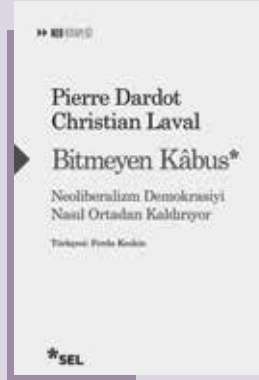 Pierre Dardot
Christian Laval
Bitmeyen Kâbus*
Neoliberalizm Demokrasiyi
Nasıl Ortadan Kaldırıyor
Türkçesi: Ferda Keskin
*SEL